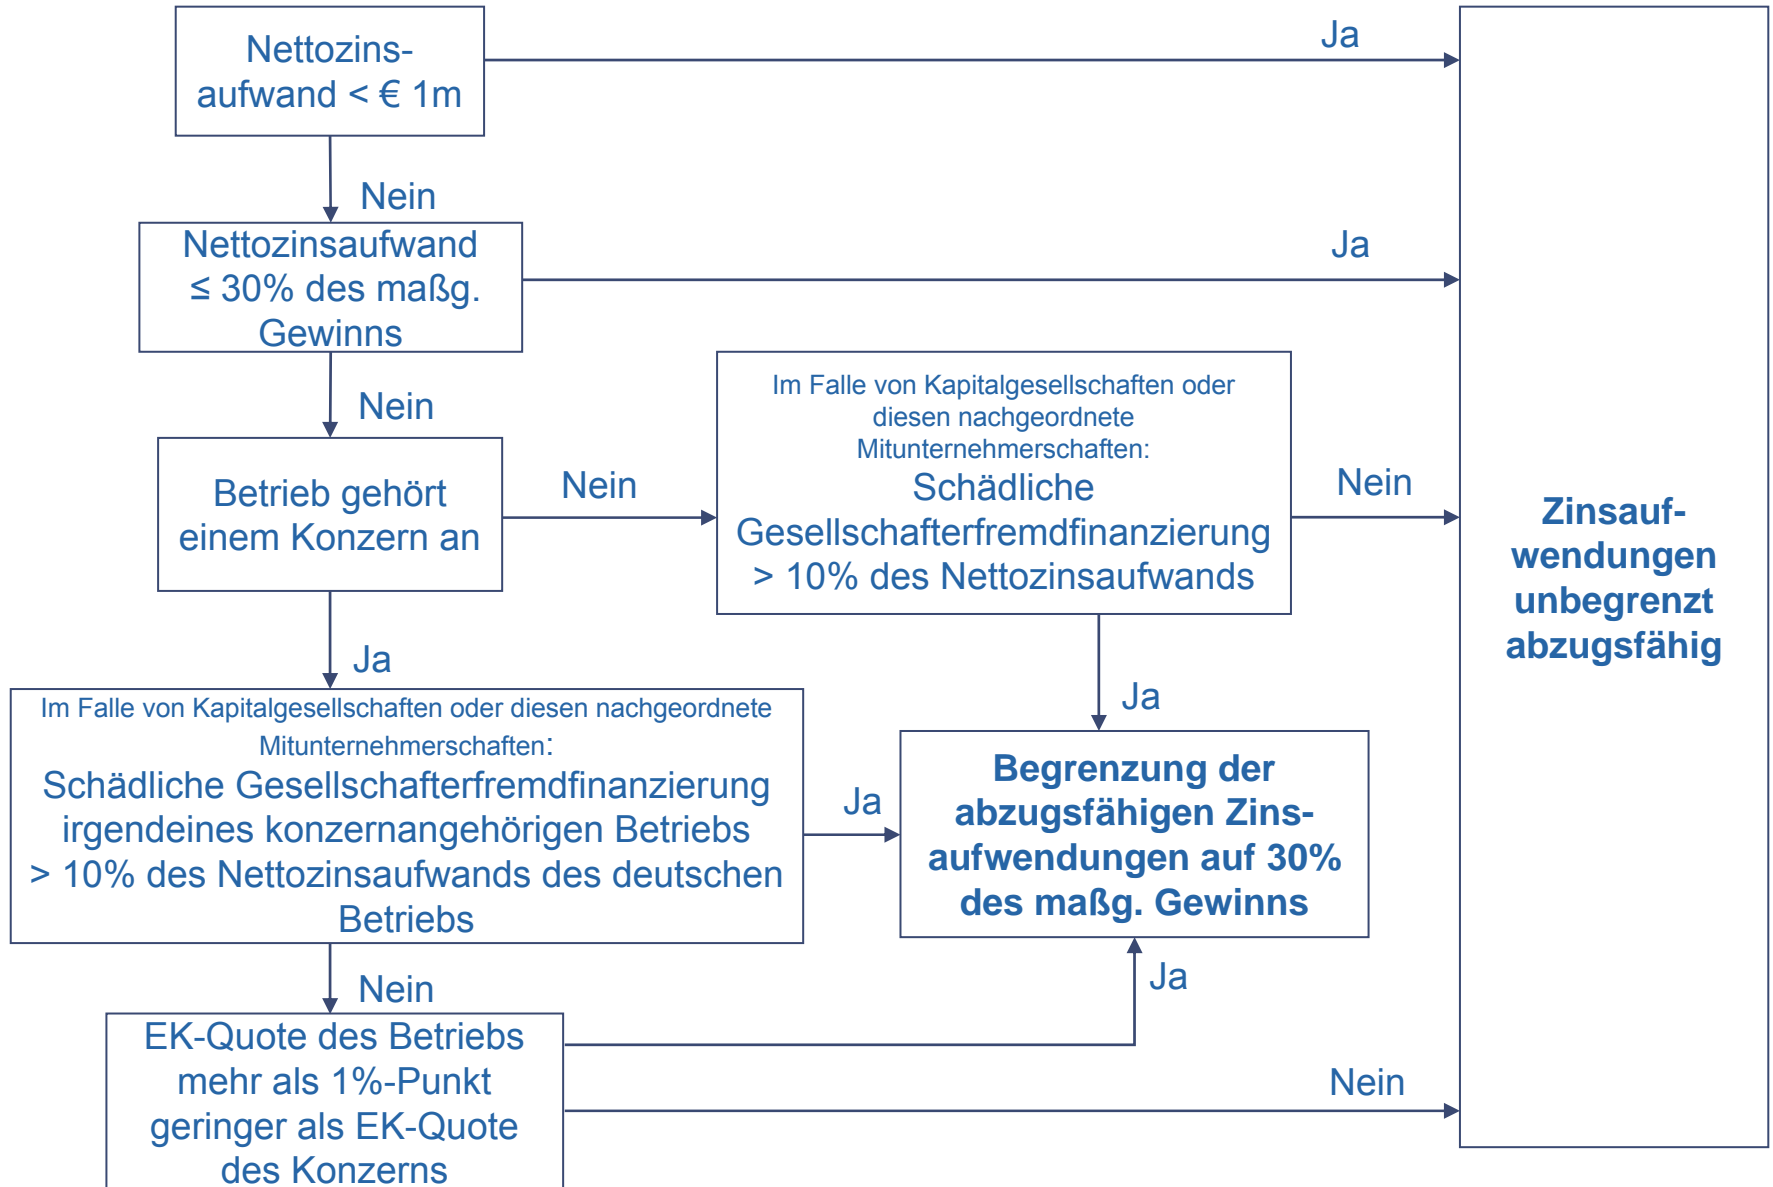 Nettozins-
aufwand < € 1m
Ja
Nein
Nettozinsaufwand
≤ 30% des maßg.
Gewinns
Ja
Nein
Betrieb gehört
einem Konzern an
Nein
Im Falle von Kapitalgesellschaften oder
diesen nachgeordnete
Mitunternehmerschaften:
Schädliche
Gesellschafterfremdfinanzierung
> 10% des Nettozinsaufwands
Nein
Zinsauf-
wendungen
unbegrenzt
abzugsfähig
Ja
Ja
Im Falle von Kapitalgesellschaften oder diesen nachgeordnete
Mitunternehmerschaften:
Schädliche Gesellschafterfremdfinanzierung
irgendeines konzernangehörigen Betriebs
> 10% des Nettozinsaufwands des deutschen
Betriebs
Ja
Begrenzung der
abzugsfähigen Zins-
aufwendungen auf 30%
des maßg. Gewinns
Nein
Ja
EK-Quote des Betriebs
mehr als 1%-Punkt
geringer als EK-Quote
des Konzerns
Nein